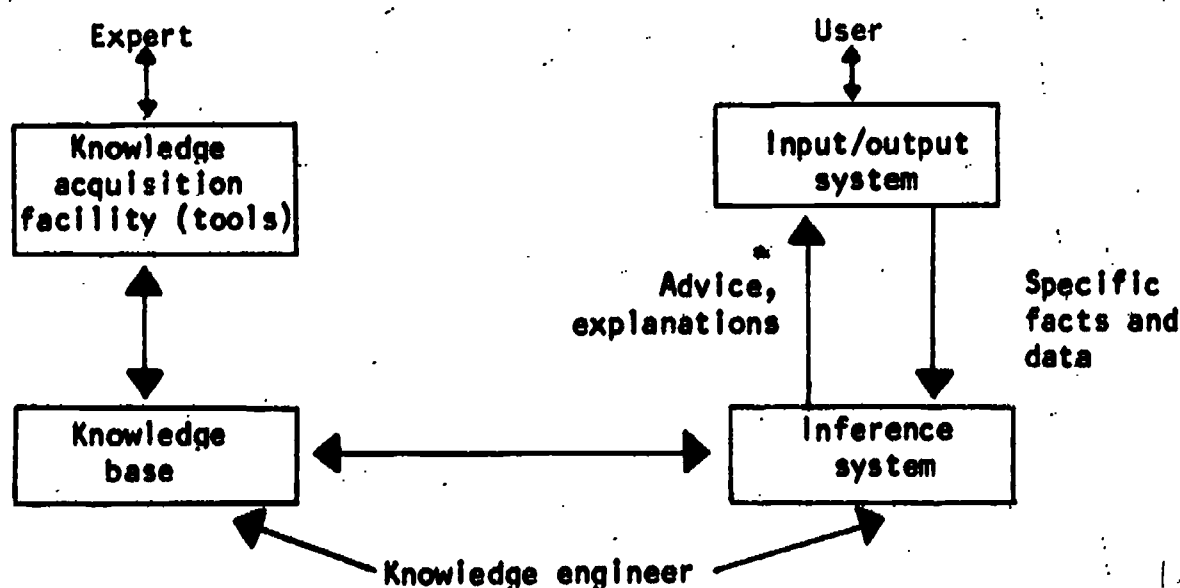 Expert
User
Knowledge
acquisition
facility (tools)
Input/output
system
Advice,
explanations
Specific
facts and
data
Knowledge
base
Inference
system
Knowledge engineer